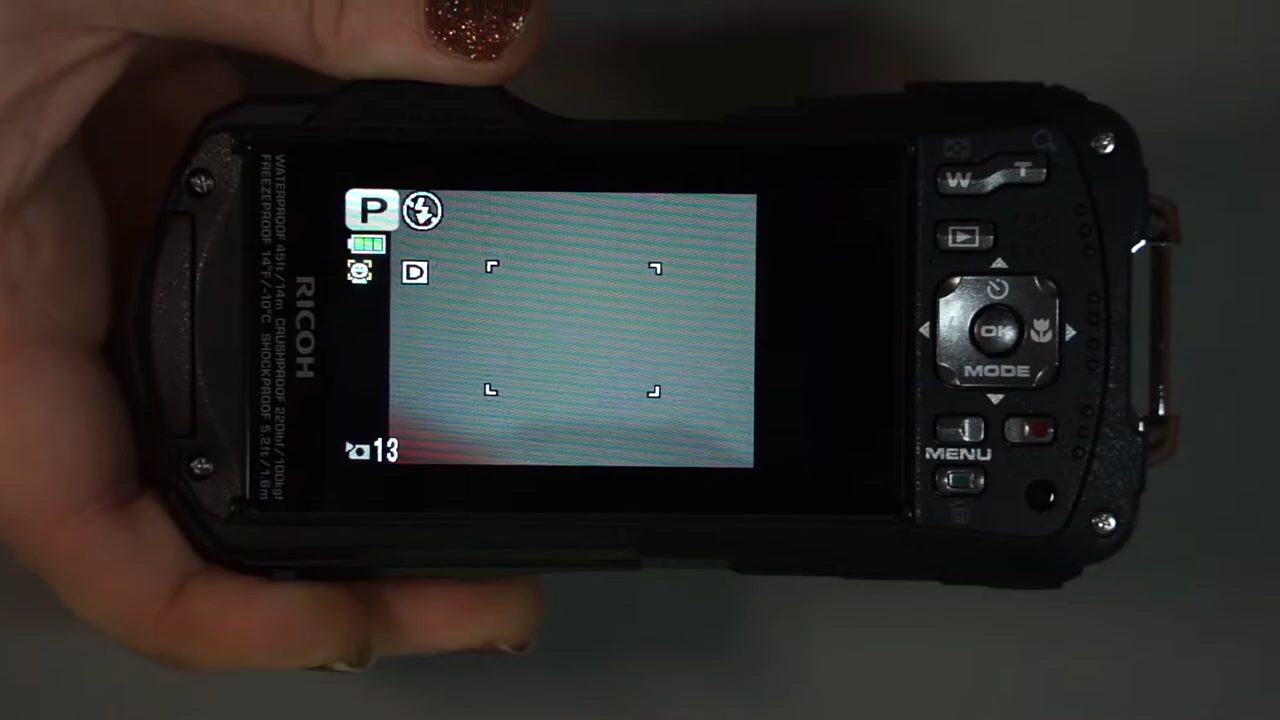 P
D
13
RICOH
WATERPROOF 45ft/14m CRUSHPROOF 220lbf/100kgf
FREEZEPROOF 14°F/-10°C SHOCKPROOF 5.2ft/1.6m
W T
OK
MODE
MENU